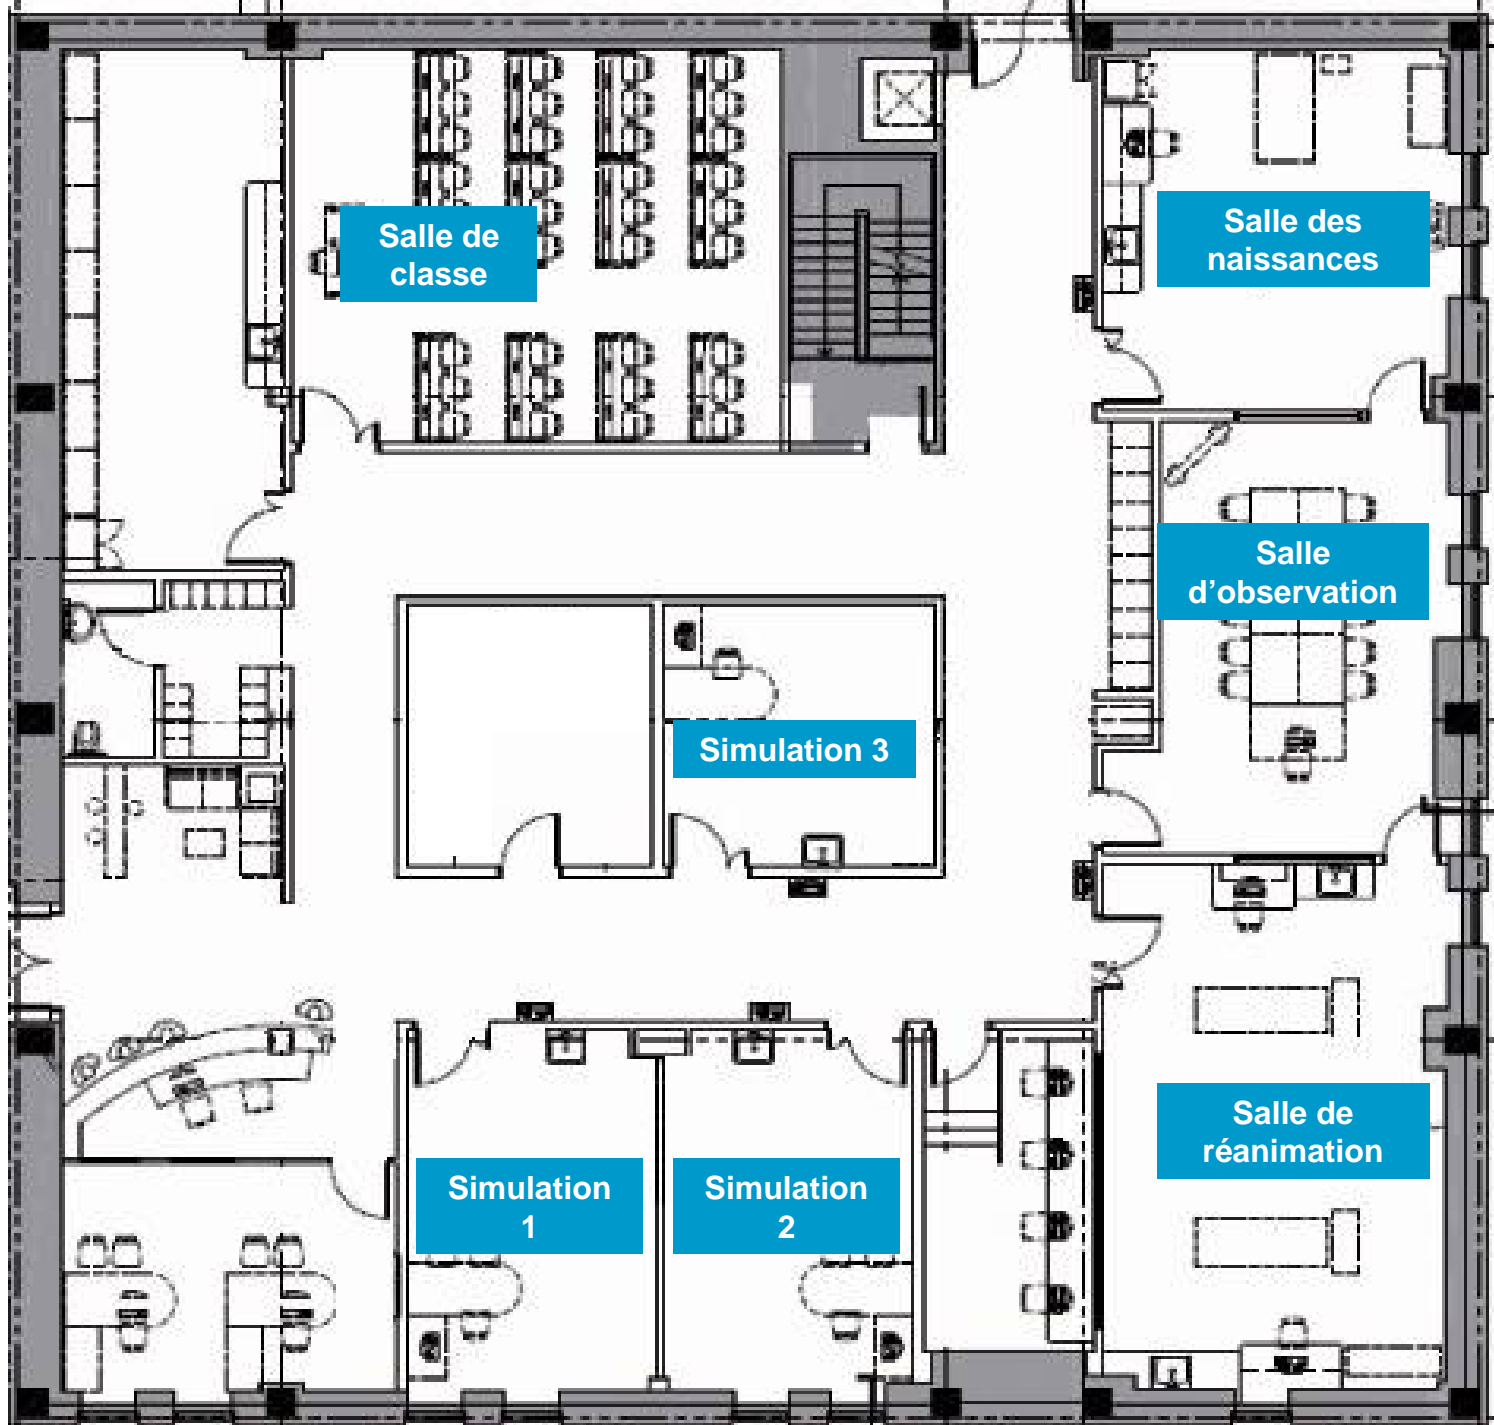 Salle de
classe
Salle des
naissances
Salle
d’observation
Simulation 3
Salle de
réanimation
Simulation
1
Simulation
2